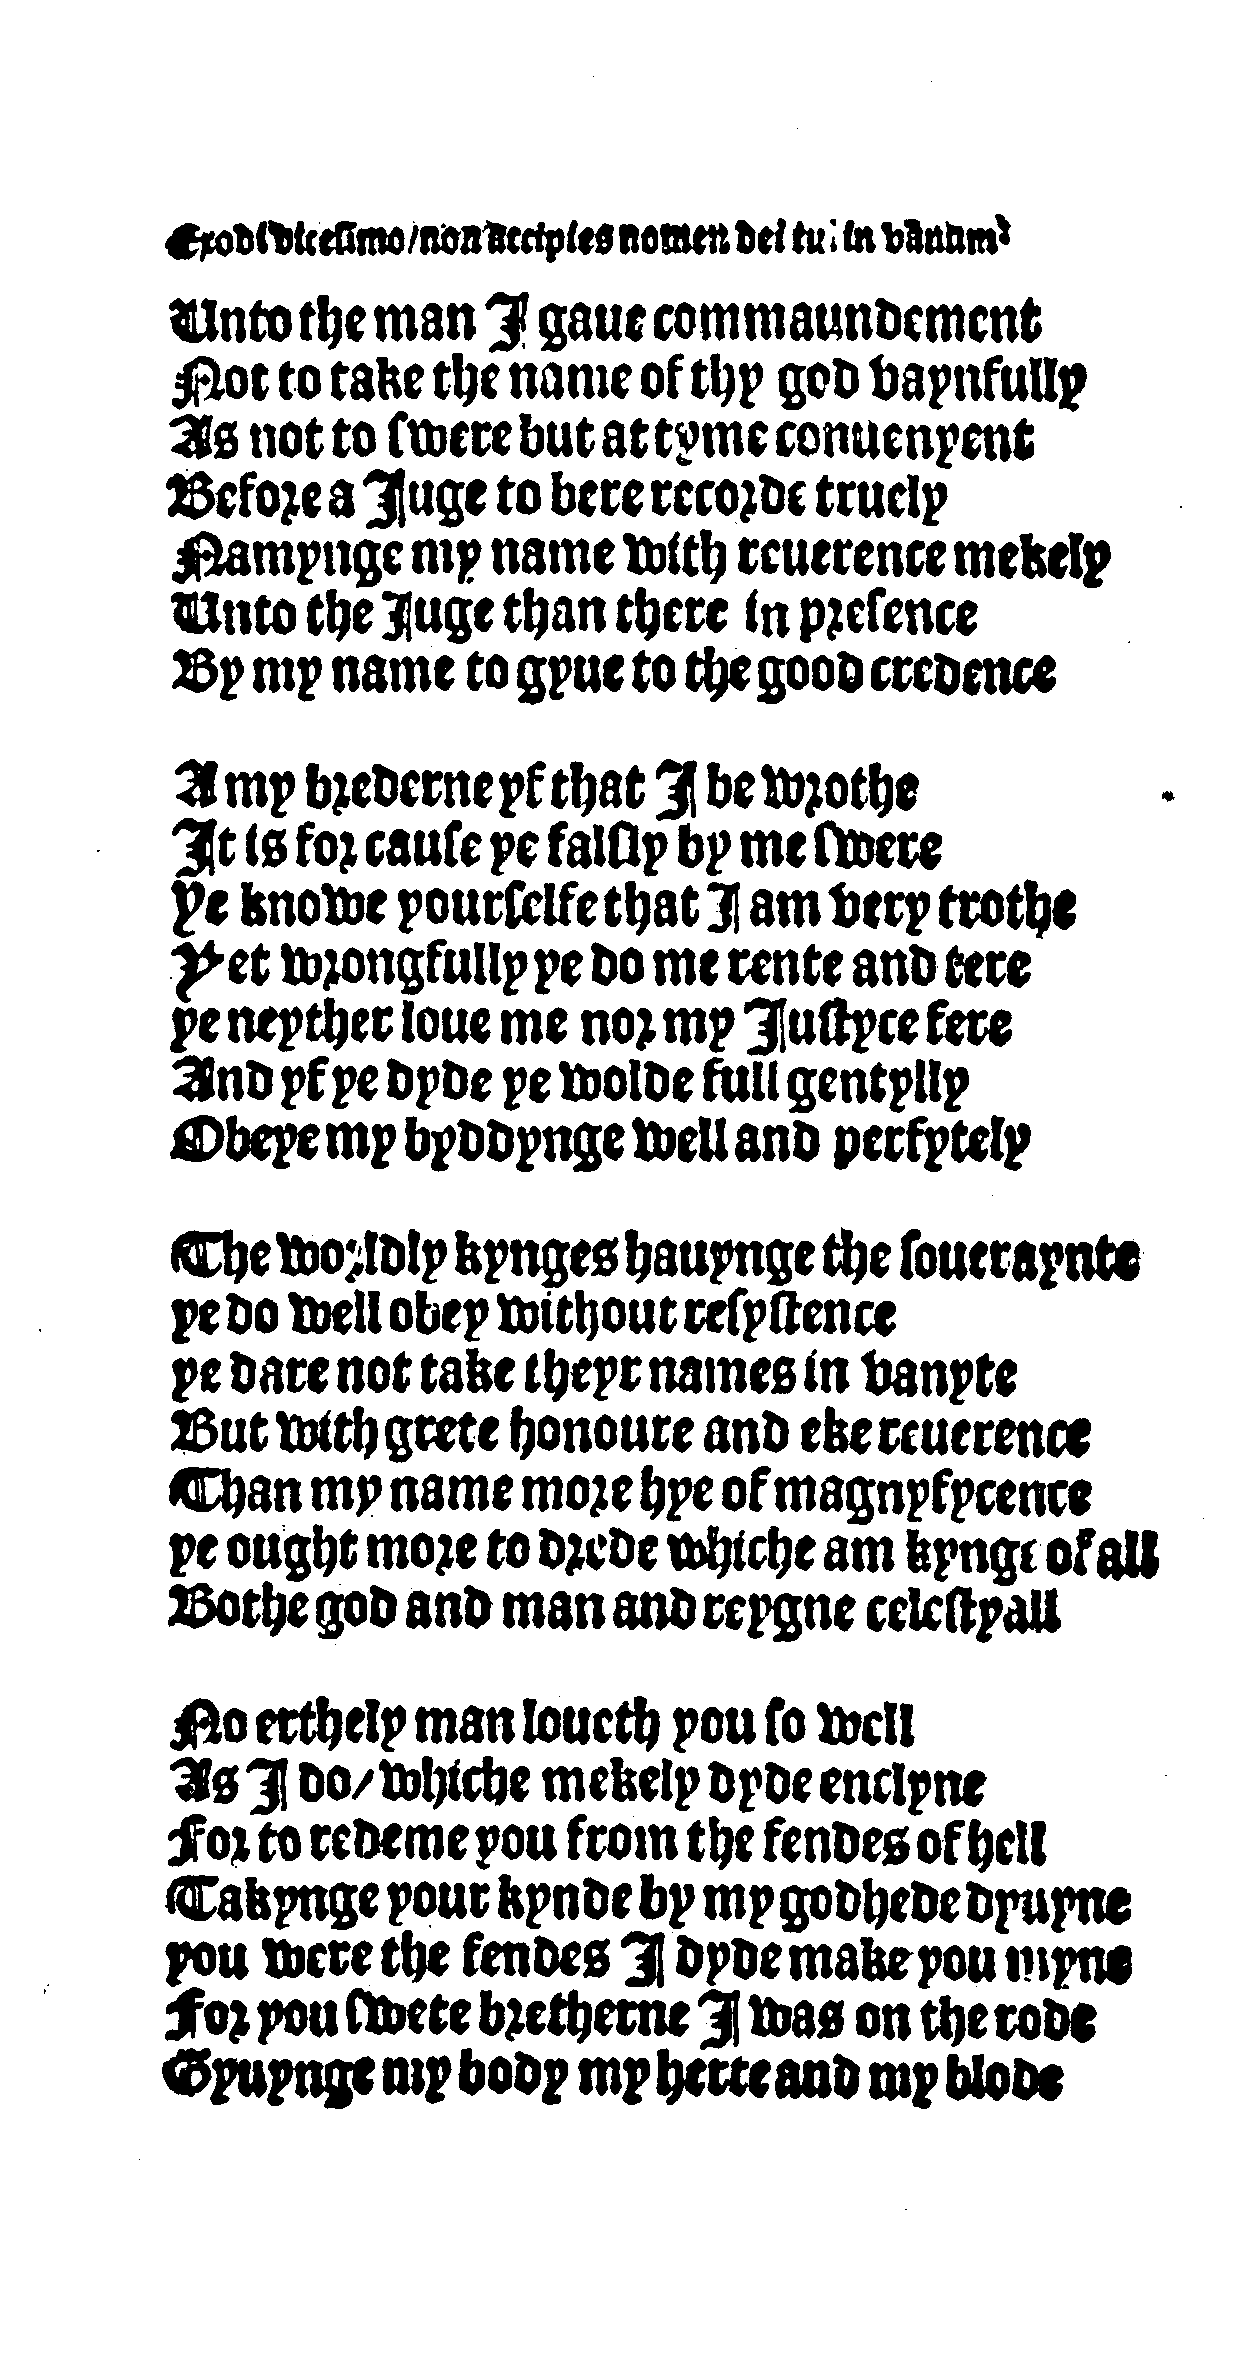 Exodi vicesimo/non accipies nomen dei tui in vanum
Unto the man I gaue commaundement
Not to take the name of thy god vaynfully
As not to swere but at tyme conuenyent
Before a Juge to bere recorde truely
Nampynge my name with reuerence mekely
Unto the Juge than there in presence
By my name to gyue to the good credence

A my brederne yf that I be wrothe
It is for cause ye falsly by me swere
Ye knowe yourselfe that I am very trothe
Yet wrongfully ye do me rente and tere
ye neyther loue me nor my Justyce fere
And yf ye dyde ye wolde full gentylly
Obeye my byddynge well and perfytely

The worldly kynges hauynge the soueraynte
ye do well obey without resystence
ye dare not take theyr names in vanyte
But with grete honoure and eke reuerence
Than my name more hye of magnyfycence
ye ought more to drede whiche am kynge of all
Bothe god and man and reygne celestyall

No erthely man loueth you so well
As I do/whiche mekely dyde enclyne
For to redeme you from the fendes of hell
Takynge your kynde by my godhede dyuyne
you were the fendes I dyde make you myne
For you swete bretherne I was on the rode
Gyuynge my body my herte and my blode